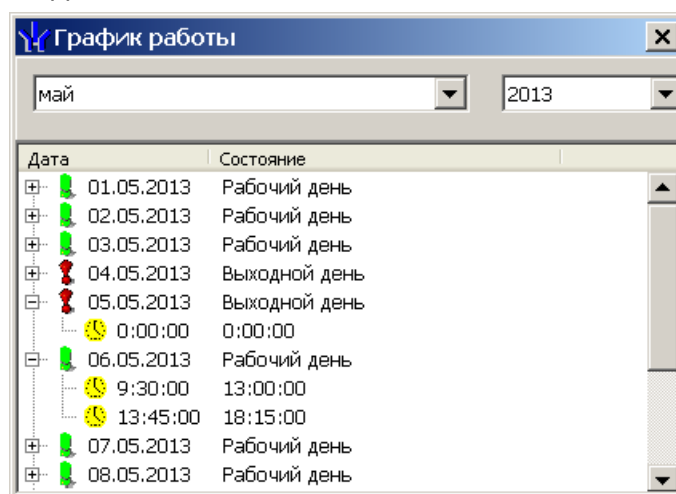 График работы
май 2013
Дата Состояние
01.05.2013 Рабочий день
02.05.2013 Рабочий день
03.05.2013 Рабочий день
04.05.2013 Выходной день
05.05.2013 Выходной день
0:00:00 0:00:00
06.05.2013 Рабочий день
9:30:00 13:00:00
13:45:00 18:15:00
07.05.2013 Рабочий день
08.05.2013 Рабочий день